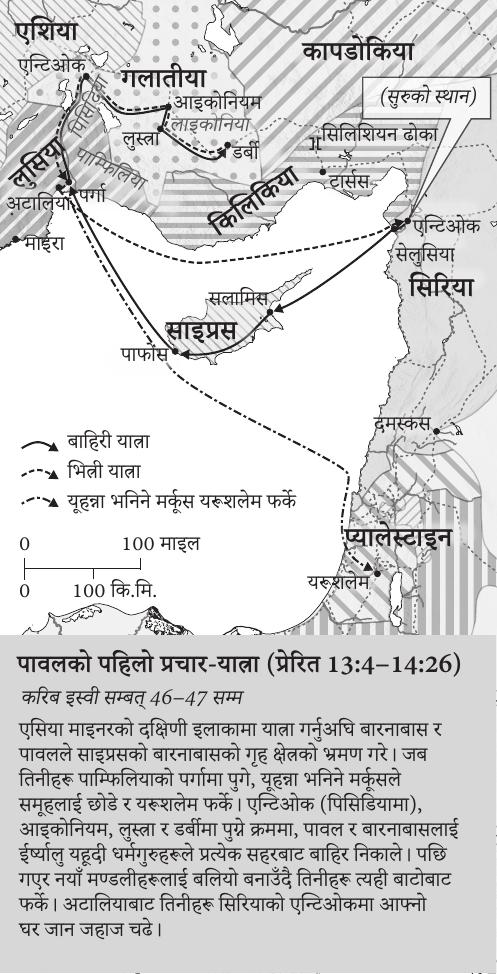 एशिया
एन्टिओक
पिसिदिया
गलातीया
कापडोकिया
(सुरुको स्थान)
आइकोनियम
लाइकोनिया
लुस्त्रा
डर्बी
सिलिशियन ढोका
टार्सस
किलिकिया
लुसिया
पाम्फिलिया
अटालिया
पर्गा
माईरा
एन्टिओक
सेलुसिया
सिरिया
सलामिस
साइप्रस
पाफोस
दमस्कस
बाहिरी यात्रा
भित्री यात्रा
यूहन्ना भनिने मर्कूस यरूशलेम फर्के
0 100 माइल
0 100 कि.मि.
प्यालेस्टाइन
यरूशलेम
पावलको पहिलो प्रचार-यात्रा (प्रेरित 13:4–14:26)
करिब इस्वी सम्बत् 46–47 सम्म
एसिया माइनरको दक्षिणी इलाकामा यात्रा गर्नुअघि बारनाबास र
पावलले साइप्रसको बारनाबासको गृह क्षेत्रको भ्रमण गरे। जब
तिनीहरू पाम्फिलियाको पर्गामा पुगे, यूहन्ना भनिने मर्कूसले
समूहलाई छोडे र यरूशलेम फर्के। एन्टिओक (पिसिडियामा),
आइकोनियम, लुस्त्रा र डर्बीमा पुग्ने क्रममा, पावल र बारनाबासलाई
ईर्ष्यालु यहूदी धर्मगुरुहरूले प्रत्येक सहरबाट बाहिर निकाले। पछि
गएर नयाँ मण्डलीहरूलाई बलियो बनाउँदै तिनीहरू त्यही बाटोबाट
फर्के। अटालियाबाट तिनीहरू सिरियाको एन्टिओकमा आफ्नो
घर जान जहाज चढे।